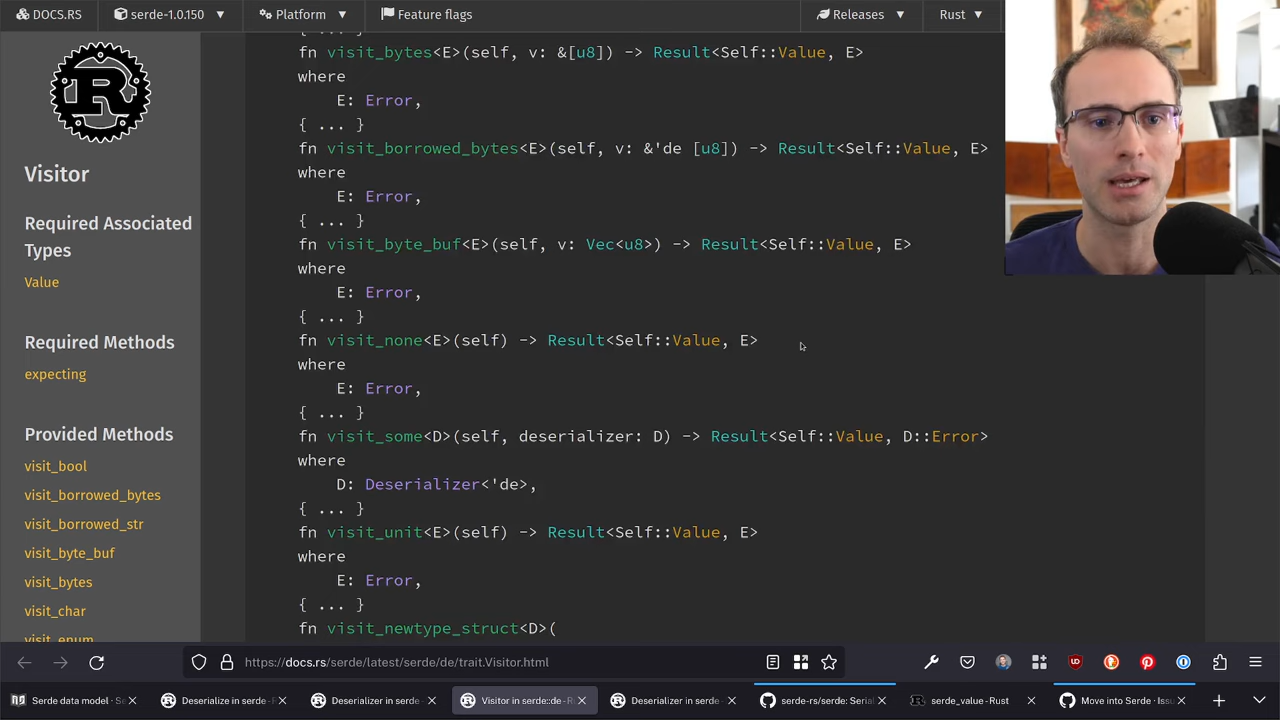 DOCS.RS
serde-1.0.150
Platform
Feature flags
Releases
Rust
Visitor
Required Associated
Types
Value
Required Methods
expecting
Provided Methods
visit_bool
visit_borrowed_bytes
visit_borrowed_str
visit_byte_buf
visit_bytes
visit_char
visit_enum
{ ... }
fn visit_bytes<E>(self, v: &[u8]) -> Result<Self::Value, E>
where
E: Error,
{ ... }
fn visit_borrowed_bytes<E>(self, v: &'de [u8]) -> Result<Self::Value, E>
where
E: Error,
{ ... }
fn visit_byte_buf<E>(self, v: Vec<u8>) -> Result<Self::Value, E>
where
E: Error,
{ ... }
fn visit_none<E>(self) -> Result<Self::Value, E>
where
E: Error,
{ ... }
fn visit_some<D>(self, deserializer: D) -> Result<Self::Value, D::Error>
where
D: Deserializer<'de>,
{ ... }
fn visit_unit<E>(self) -> Result<Self::Value, E>
where
E: Error,
{ ... }
fn visit_newtype_struct<D>(
https://docs.rs/serde/latest/serde/de/trait.Visitor.html
Serde data model · Se
Deserialize in serde - R
Deserializer in serde::
Visitor in serde::de - R
Deserializer in serde -
serde-rs/serde: Serial
serde_value - Rust
Move into Serde · Issu